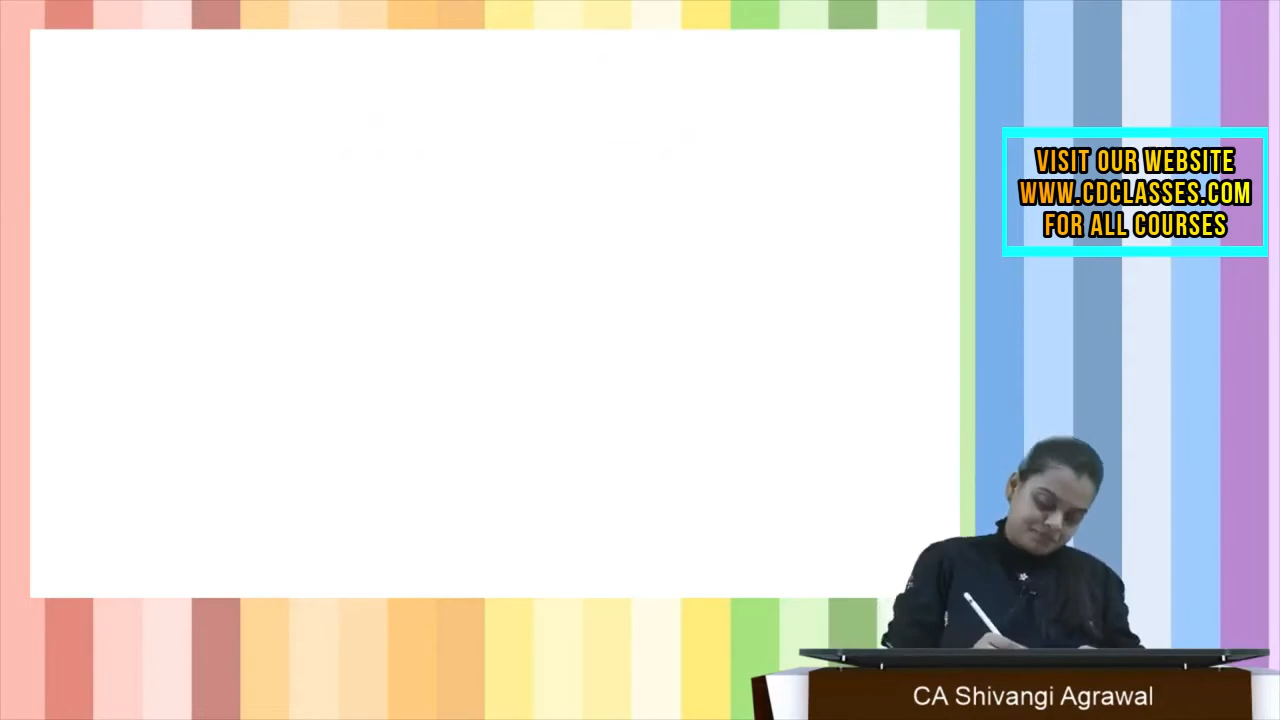 VISIT OUR WEBSITE
WWW.CDCLASSES.COM
FOR ALL COURSES
CA Shivangi Agrawal